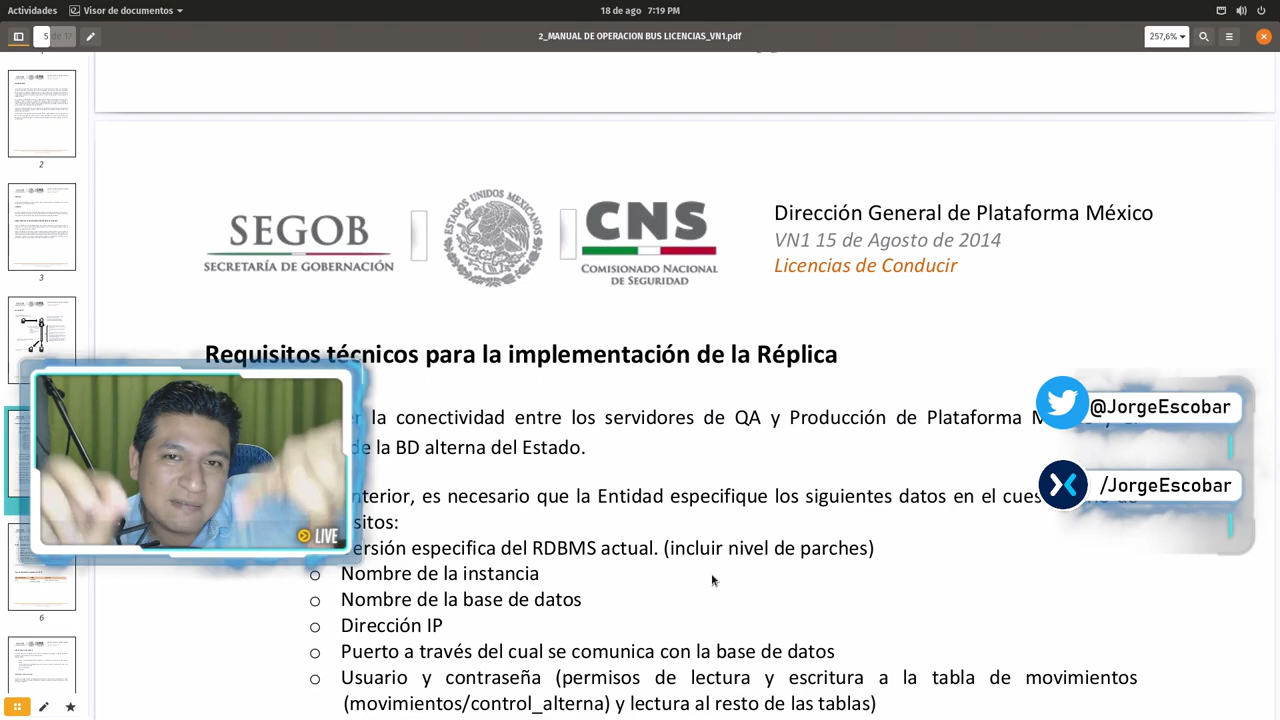 Actividades
Visor de documentos
18 de ago 7:19 PM
5 de 17
2_MANUAL DE OPERACION BUS LICENCIAS_VN1.pdf
257,6%
2
3
6
SEGOB
SECRETARÍA DE GOBERNACIÓN
ESTADOS UNIDOS MEXICANOS
CNS
COMISIONADO NACIONAL
DE SEGURIDAD
Dirección General de Plataforma México
VN1 15 de Agosto de 2014
Licencias de Conducir
Requisitos técnicos para la implementación de la Réplica
la conectividad entre los servidores de QA y Producción de Plataforma
de la BD alterna del Estado.
es necesario que la Entidad especifique los siguientes datos en el
específica del RDBMS actual. (incluir nivel de parches)
o Nombre de la instancia
o Nombre de la base de datos
o Dirección IP
o Puerto a través del cual se comunica con la base de datos
o Usuario y contraseña (permisos de lectura y escritura a la tabla de movimientos
(movimientos/control_alterna) y lectura al resto de las tablas)
LIVE
@JorgeEscobar
/JorgeEscobar